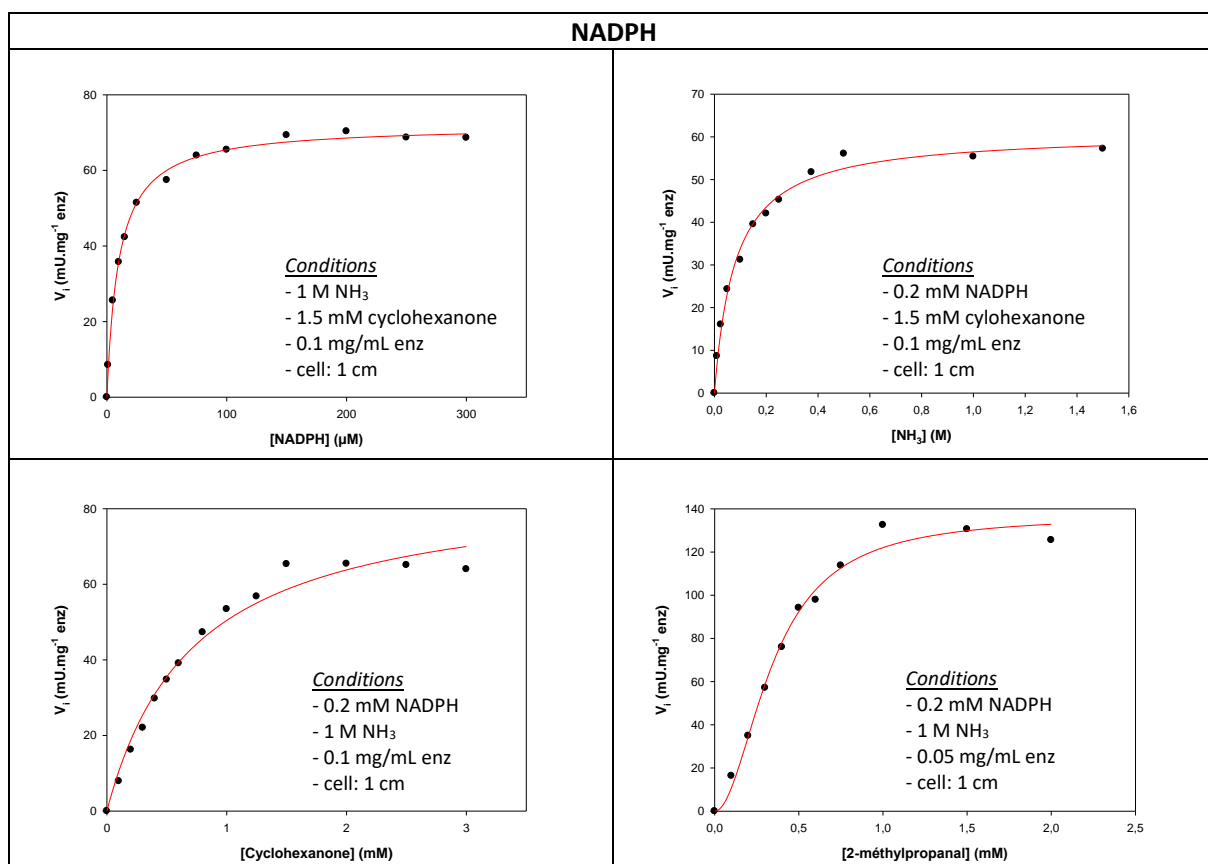 NADPH
80
60
40
20
0
V_i (mU.mg⁻¹ enz)
0 100 200 300
[NADPH] (µM)
Conditions
- 1 M NH₃
- 1.5 mM cyclohexanone
- 0.1 mg/mL enz
- cell: 1 cm
70
60
50
40
30
20
10
0
V_i (mU.mg⁻¹ enz)
0,0 0,2 0,4 0,6 0,8 1,0 1,2 1,4 1,6
[NH₃] (M)
Conditions
- 0.2 mM NADPH
- 1.5 mM cylohexanone
- 0.1 mg/mL enz
- cell: 1 cm
80
60
40
20
0
V_i (mU.mg⁻¹ enz)
0 1 2 3
[Cyclohexanone] (mM)
Conditions
- 0.2 mM NADPH
- 1 M NH₃
- 0.1 mg/mL enz
- cell: 1 cm
140
120
100
80
60
40
20
0
V_i (mU.mg⁻¹ enz)
0,0 0,5 1,0 1,5 2,0 2,5
[2-méthylpropanal] (mM)
Conditions
- 0.2 mM NADPH
- 1 M NH₃
- 0.05 mg/mL enz
- cell: 1 cm